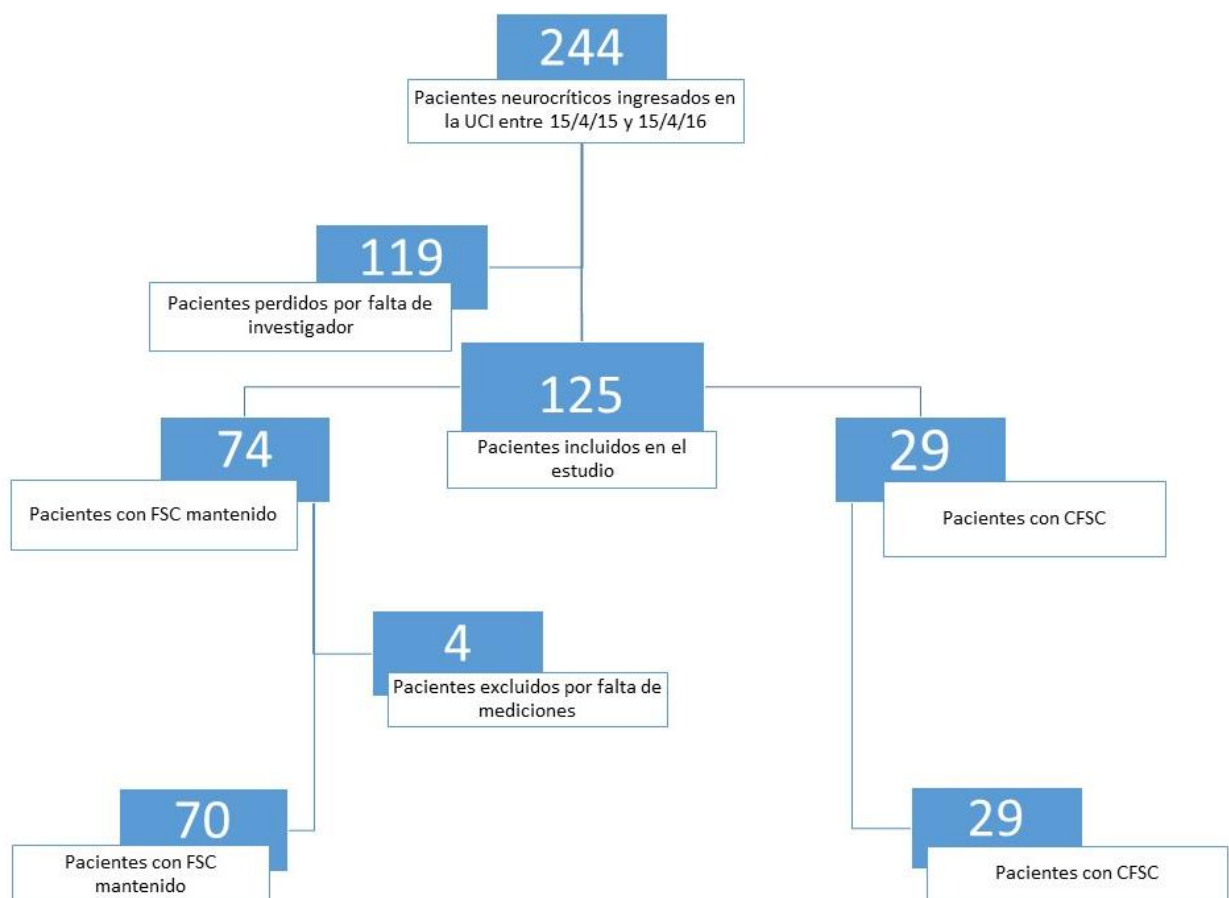 244
Pacientes neurocríticos ingresados en
la UCI entre 15/4/15 y 15/4/16
119
Pacientes perdidos por falta de
investigador
125
Pacientes incluidos en el
estudio
74
Pacientes con FSC mantenido
29
Pacientes con CFSC
4
Pacientes excluidos por falta de
mediciones
70
Pacientes con FSC
mantenido
29
Pacientes con CFSC